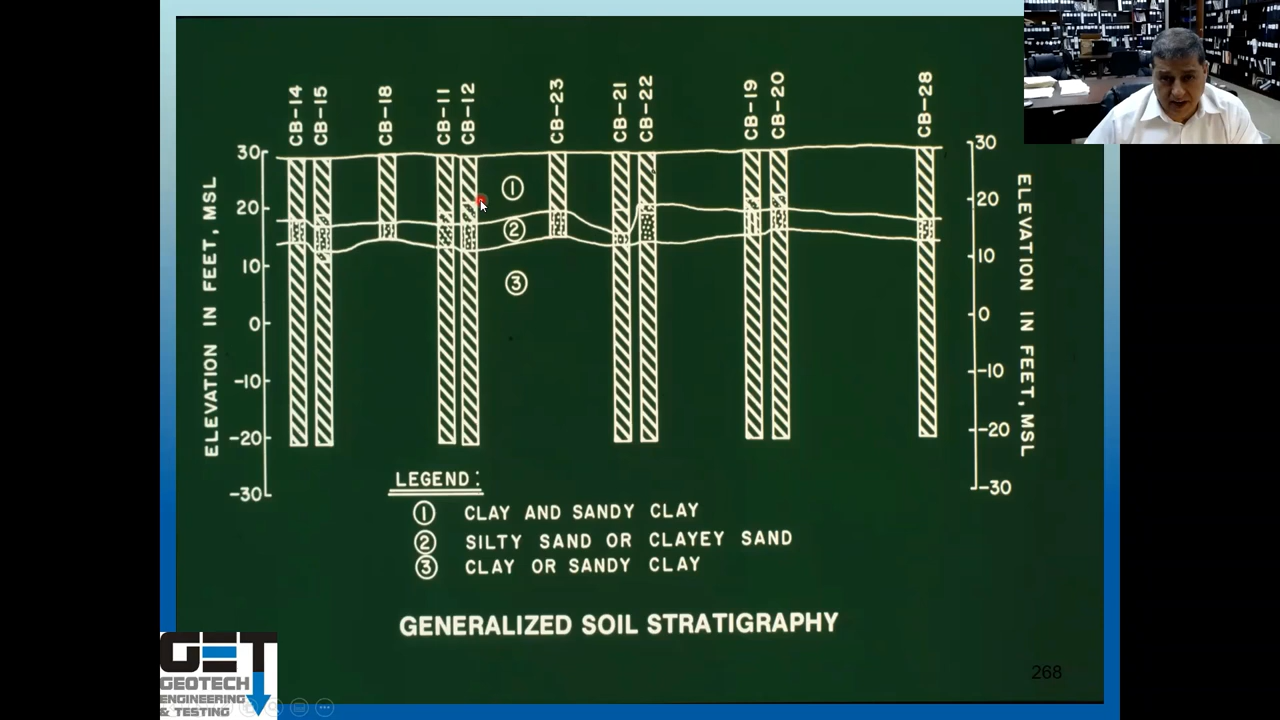 CB-14
CB-15
CB-18
CB-11
CB-12
CB-23
CB-21
CB-22
CB-19
CB-20
CB-28
30
20
10
0
-10
-20
-30
ELEVATION IN FEET, MSL
1
2
3
30
20
10
0
-10
-20
-30
ELEVATION IN FEET, MSL
LEGEND:
1 CLAY AND SANDY CLAY
2 SILTY SAND OR CLAYEY SAND
3 CLAY OR SANDY CLAY
GENERALIZED SOIL STRATIGRAPHY
268
GET
GEOTECH
ENGINEERING
& TESTING